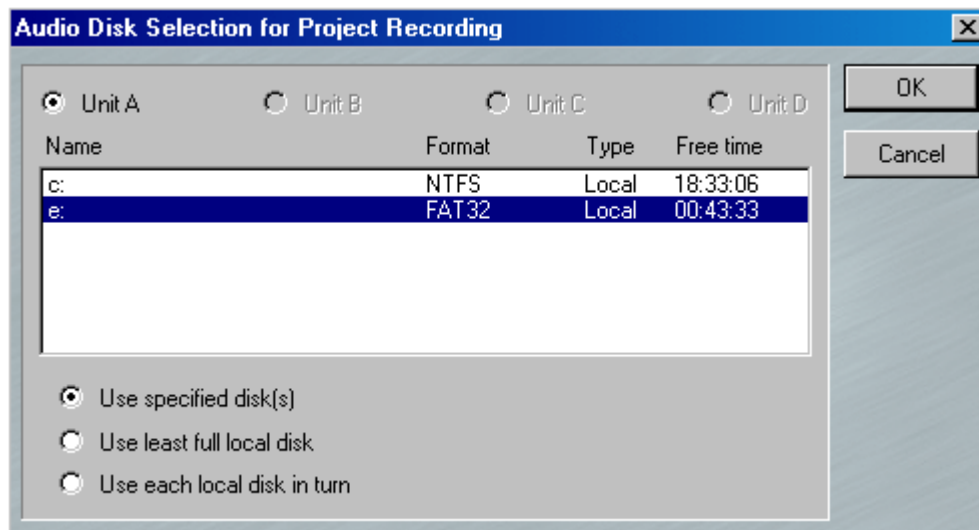 Audio Disk Selection for Project Recording
Unit A Unit B Unit C Unit D OK
Name Format Type Free time Cancel
c: NTFS Local 18:33:06
e: FAT32 Local 00:43:33
Use specified disk(s)
Use least full local disk
Use each local disk in turn